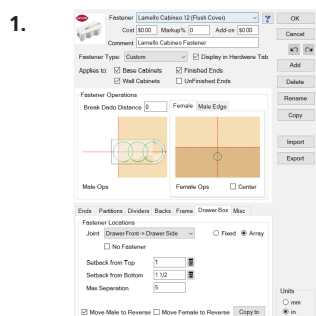 1.
Fastener Lamello Cabineo 12 (Flush Cover) ? OK
Cost $0.00 Markup% 0 Add-on $0.00 Cancel
Comment Lamello Cabineo Fastener
Fastener Type: Custom Display in Hardware Tab
Add
Applies to: Base Cabinets Finished Ends
Wall Cabinets UnFinished Ends
Delete
Rename
Fastener Operations
Break Dado Distance 0 Female Male Edge
Copy
Import
Export
Male Ops Female Ops Center
Ends Partitions Dividers Backs Frame Drawer Box Misc
Fastener Locations
Joint Drawer Front -> Drawer Side Fixed Array
No Fastener
Setback from Top 1
Setback from Bottom 1 1/2
Max Separation 5
Units
mm
Move Male to Reverse Move Female to Reverse Copy to in